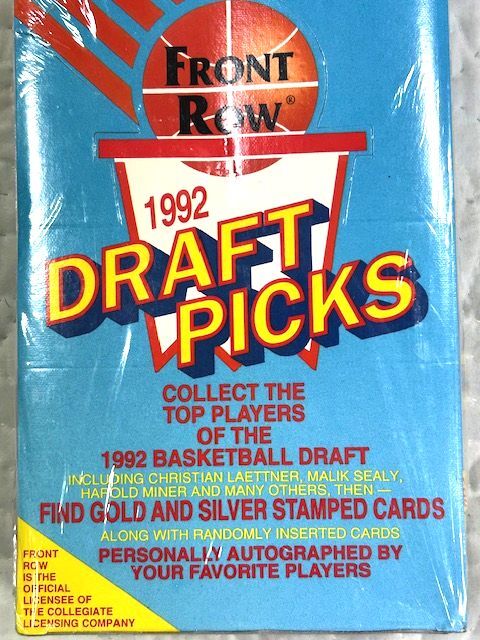 FRONT
ROW®
1992
DRAFT
PICKS
COLLECT THE
TOP PLAYERS
OF THE
1992 BASKETBALL DRAFT
INCLUDING CHRISTIAN LAETTNER, MALIK SEALY,
HAROLD MINER AND MANY OTHERS, THEN —
FIND GOLD AND SILVER STAMPED CARDS
ALONG WITH RANDOMLY INSERTED CARDS
PERSONALLY AUTOGRAPHED BY
YOUR FAVORITE PLAYERS
FRONT
ROW
IS THE
OFFICIAL
LICENSEE OF
THE COLLEGIATE
LICENSING COMPANY